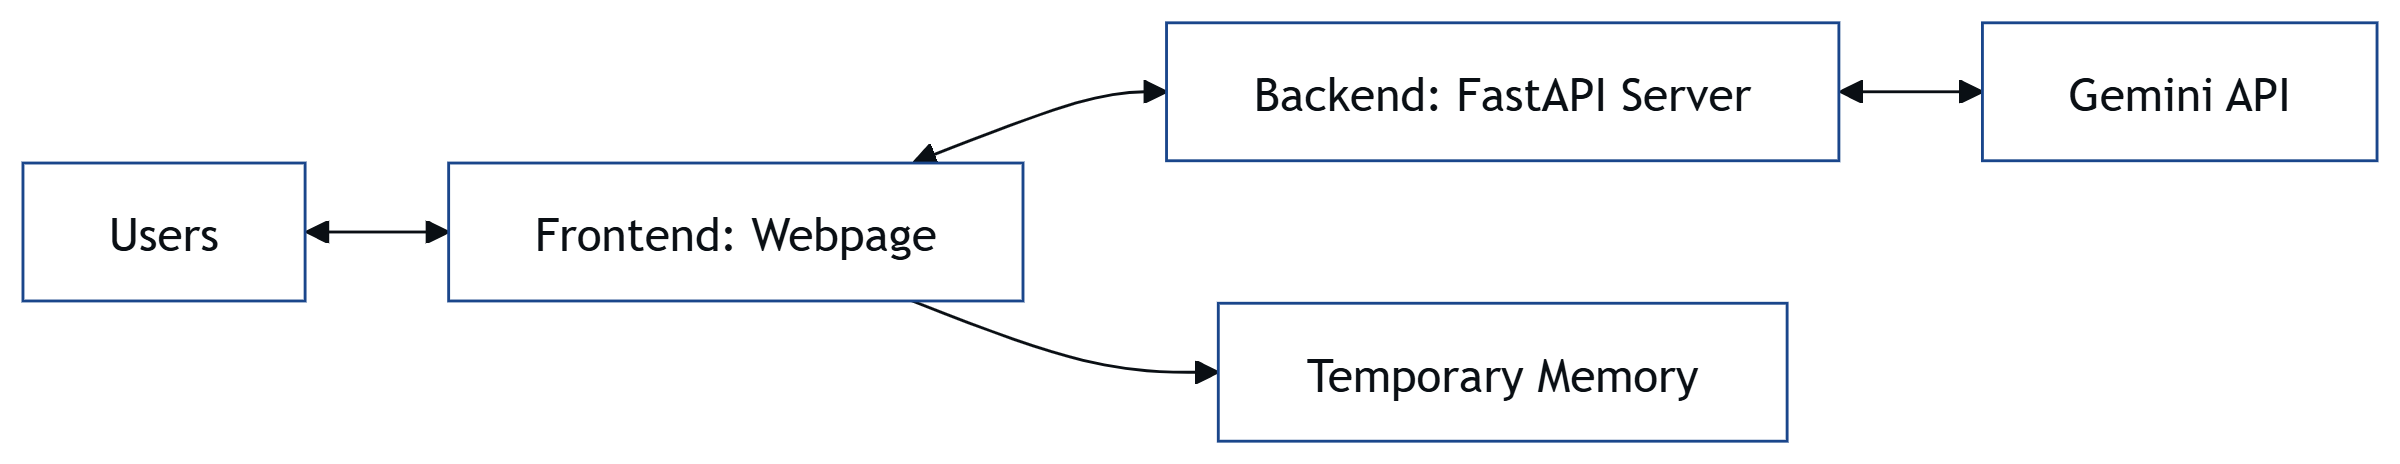 Users
Frontend: Webpage
Backend: FastAPI Server
Gemini API
Temporary Memory